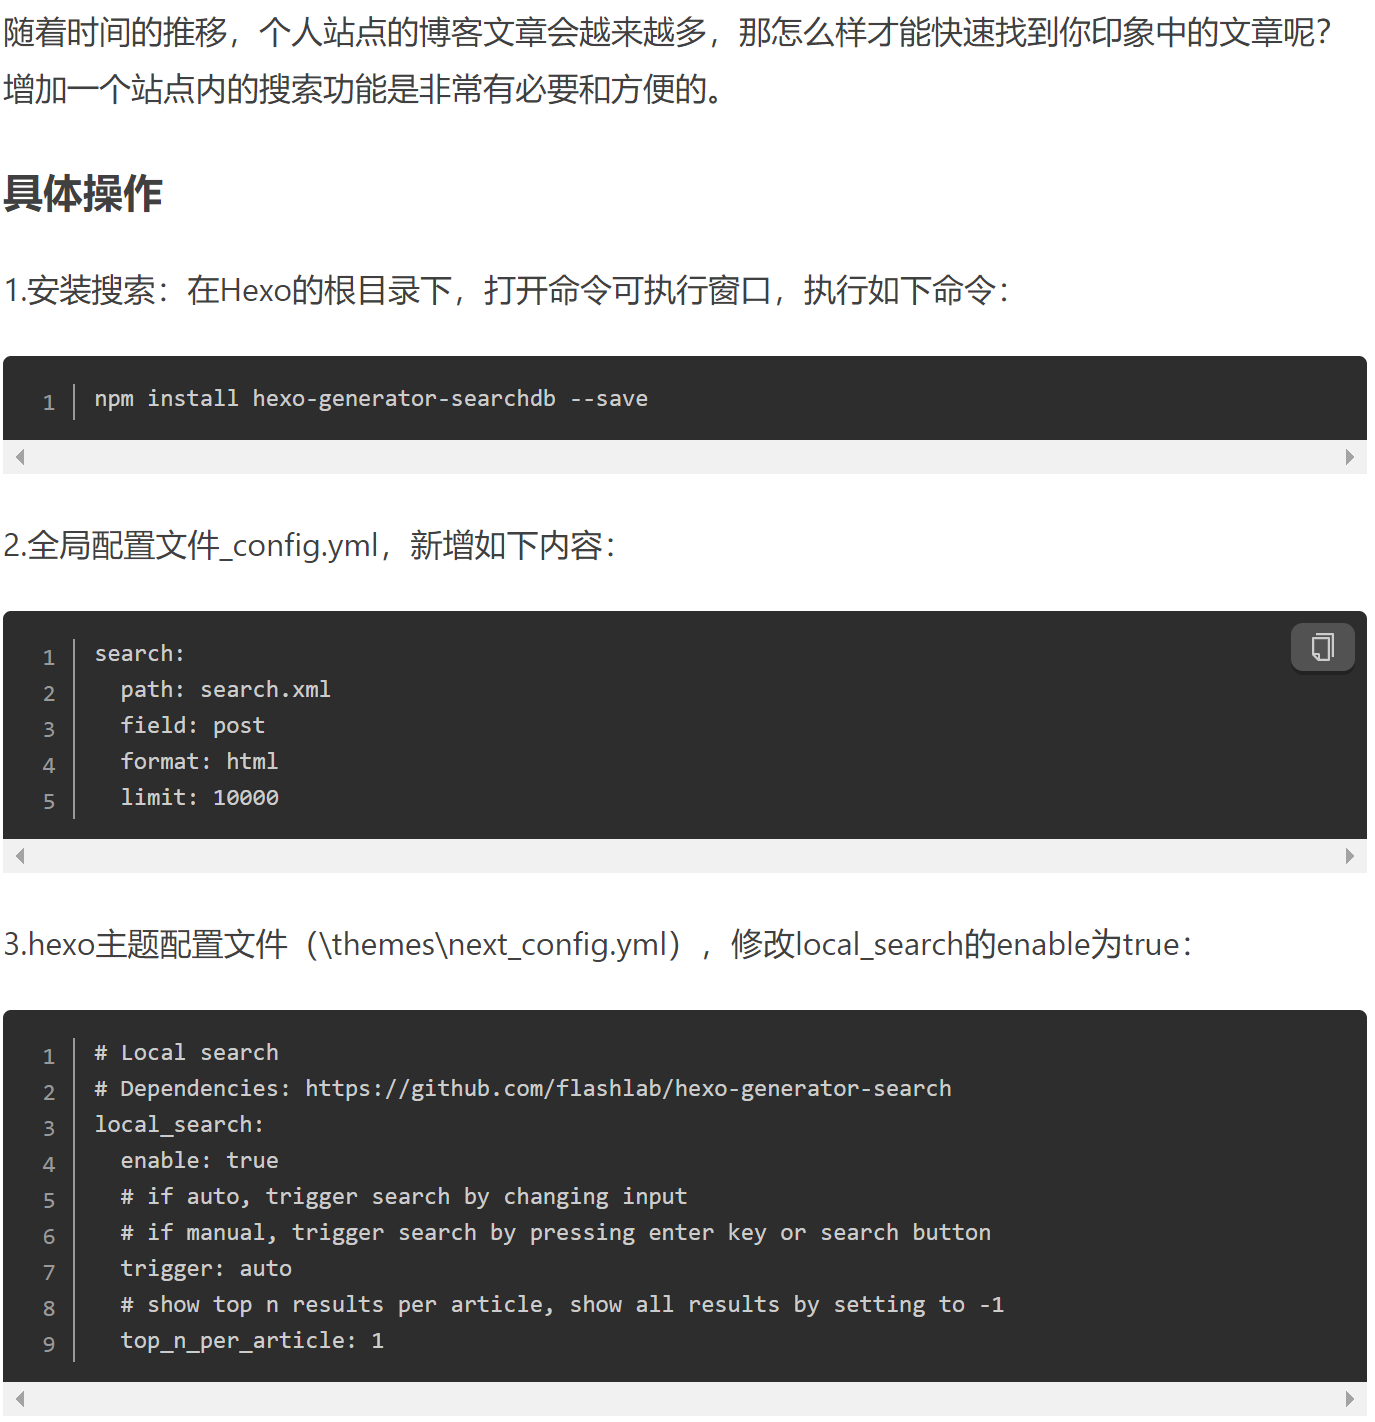 随着时间的推移，个人站点的博客文章会越来越多，那怎么样才能快速找到你印象中的文章呢？
增加一个站点内的搜索功能是非常有必要和方便的。
具体操作
1.安装搜索：在Hexo的根目录下，打开命令可执行窗口，执行如下命令：
1 npm install hexo-generator-searchdb --save
2.全局配置文件_config.yml，新增如下内容：
1 search:
2   path: search.xml
3   field: post
4   format: html
5   limit: 10000
3.hexo主题配置文件（\themes\next_config.yml），修改local_search的enable为true：
1 # Local search
2 # Dependencies: https://github.com/flashlab/hexo-generator-search
3 local_search:
4   enable: true
5   # if auto, trigger search by changing input
6   # if manual, trigger search by pressing enter key or search button
7   trigger: auto
8   # show top n results per article, show all results by setting to -1
9   top_n_per_article: 1